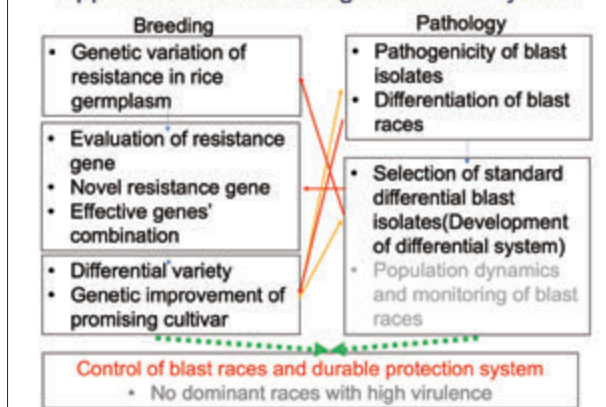 Breeding
• Genetic variation of
resistance in rice
germplasm
• Evaluation of resistance
gene
• Novel resistance gene
• Effective genes'
combination
• Differential variety
• Genetic improvement of
promising cultivar
Pathology
• Pathogenicity of blast
isolates
• Differentiation of blast
races
• Selection of standard
differential blast
isolates(Development
of differential system)
• Population dynamics
and monitoring of blast
races
Control of blast races and durable protection system
• No dominant races with high virulence